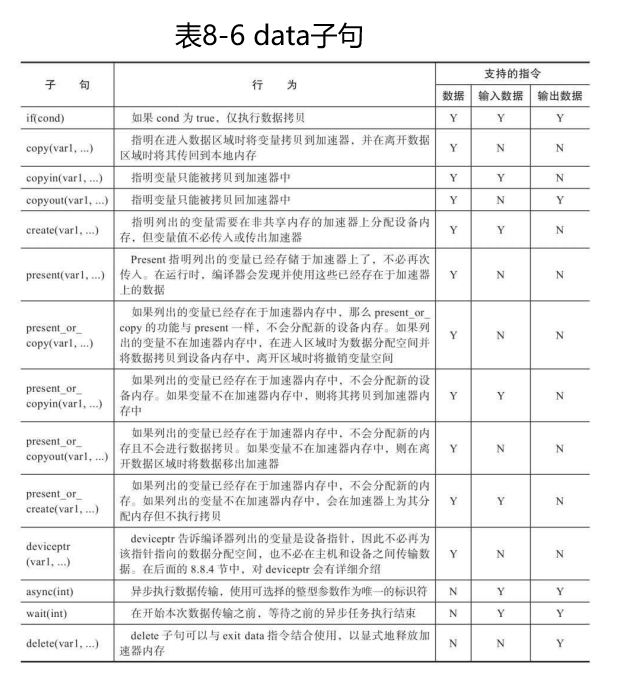 表8-6 data子句
子 句 行 为 支持的指令
数据 输入数据 输出数据
if(cond) 如果 cond 为 true，仅执行数据拷贝 Y Y Y
copy(var1, ...) 指明在进入数据区域时将变量拷贝到加速器，并在离开数据 Y N N
区域时将其传回到本地内存
copyin(var1, ...) 指明变量只能被拷贝到加速器中 Y Y N
copyout(var1, ...) 指明变量只能被拷贝回加速器中 Y N Y
create(var1, ...) 指明列出的变量需要在非共享内存的加速器上分配设备内 Y Y N
存，但变量值不必传入或传出加速器
present(var1, ...) Present 指明列出的变量已经存储于加速器上了，不必再次 Y N N
传入。在运行时，编译器会发现并使用这些已经存在于加速器
上的数据
present_or_
copy(var1, ...) 如果列出的变量已经存在于加速器内存中，那么 present_or_ Y N N
copy 的功能与 present 一样，不会分配新的设备内存。如果列
出的变量不在加速器内存中，在进入区域时为数据分配空间并
将数据拷贝到设备内存中，离开区域时将撤销变量空间
present_or_
copyin(var1, ...) 如果列出的变量已经存在于加速器内存中，不会分配新的设 Y Y N
备内存。如果变量不在加速器内存中，则将其拷贝到加速器内
存中
present_or_
copyout(var1, ...) 如果列出的变量已经存在于加速器内存中，不会分配新的内 Y N N
存且不会进行数据拷贝。如果变量不在加速器内存中，则在离
开数据区域时将数据移出加速器
present_or_
create(var1, ...) 如果列出的变量已经存在于加速器内存中，不会分配新的内 Y Y N
存。如果列出的变量不在加速器内存中，会在加速器上为其分
配内存但不执行拷贝
deviceptr
(var1, ...) deviceptr 告诉编译器列出的变量是设备指针，因此不必再为 Y N N
该指针指向的数据分配空间，也不必在主机和设备之间传输数
据。在后面的 8.8.4 节中，对 deviceptr 会有详细介绍
async(int) 异步执行数据传输，使用可选择的整型参数作为唯一的标识符 N Y Y
wait(int) 在开始本次数据传输之前，等待之前的异步任务执行结束 N Y Y
delete(var1, ...) delete 子句可以与 exit data 指令结合使用，以显式地释放加 N N Y
速器内存